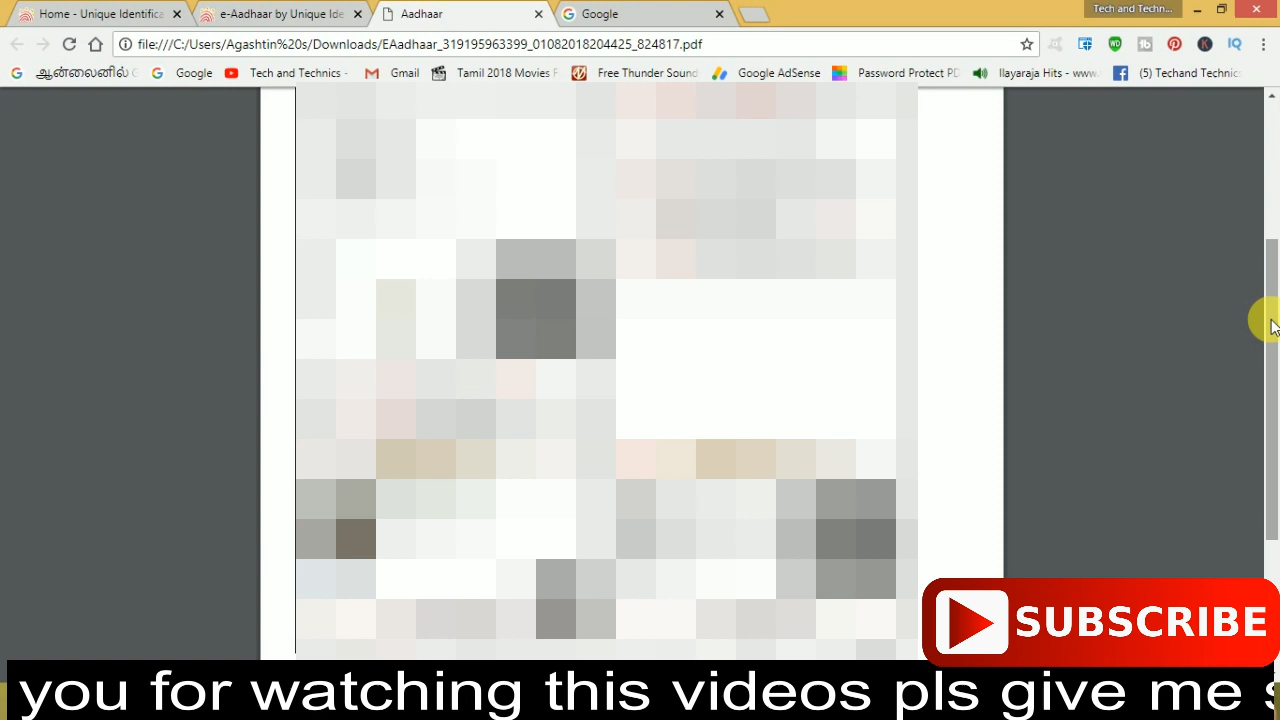 Home - Unique Identifica
e-Aadhaar by Unique Ide
Aadhaar
Google
Tech and Techn...
file:///C:/Users/Agashtin%20s/Downloads/EAadhaar_319195963399_01082018204425_824817.pdf
ஆன்லைனில் G
Google
Tech and Technics -
Gmail
Tamil 2018 Movies F
Free Thunder Sound
Google AdSense
Password Protect PD
Ilayaraja Hits - www.
(5) Techand Technics
SUBSCRIBE
you for watching this videos pls give me s